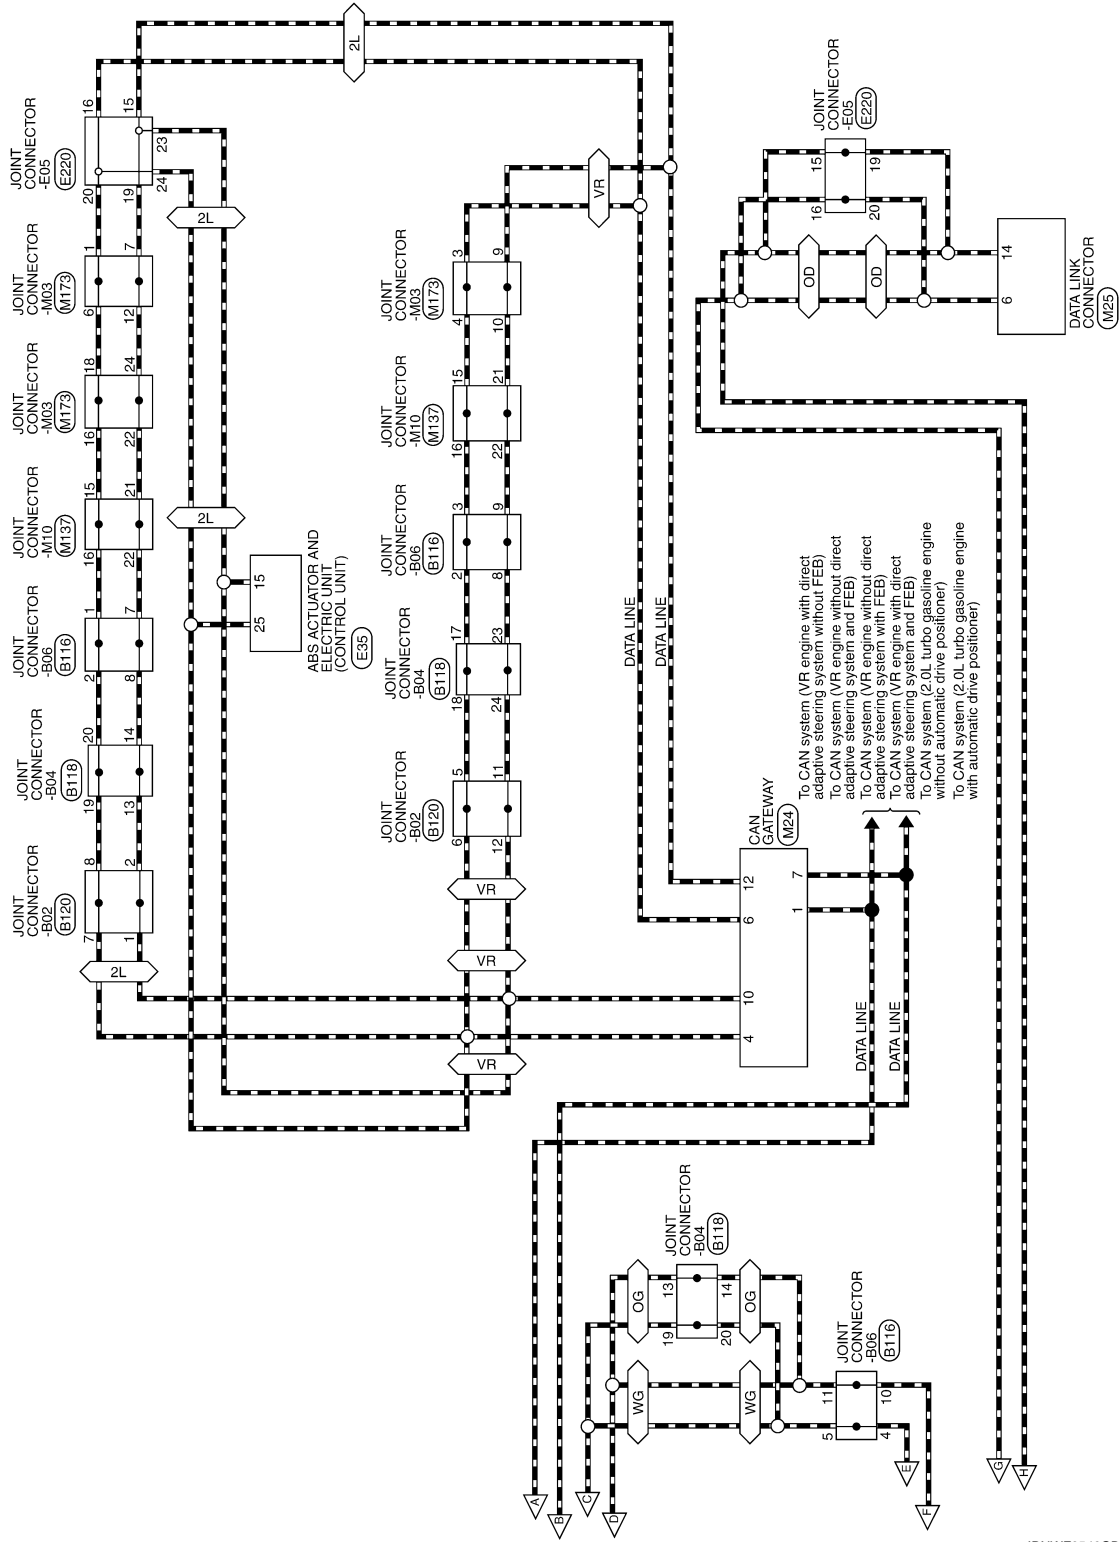 2L
16
15
JOINT
CONNECTOR
-E05
E220
23
24
20
19
2L
1
7
JOINT
CONNECTOR
-M03
M173
6
12
18
24
JOINT
CONNECTOR
-M03
M173
16
22
15
21
JOINT
CONNECTOR
-M10
M137
16
22
2L
1
7
JOINT
CONNECTOR
-B06
B116
2
8
15
25
ABS ACTUATOR AND
ELECTRIC UNIT
(CONTROL UNIT)
E35
20
14
JOINT
CONNECTOR
-B04
B118
19
13
8
2
JOINT
CONNECTOR
-B02
B120
7
1
2L
VR
3
9
JOINT
CONNECTOR
-M03
M173
4
10
15
21
JOINT
CONNECTOR
-M10
M137
16
22
3
9
JOINT
CONNECTOR
-B06
B116
2
8
17
23
JOINT
CONNECTOR
-B04
B118
18
24
5
11
JOINT
CONNECTOR
-B02
B120
6
12
VR
VR
VR
DATA LINE
DATA LINE
JOINT
CONNECTOR
-E05
E220
15
19
16
20
OD
OD
14
6
DATA LINK
CONNECTOR
M25
To CAN system (VR engine with direct
adaptive steering system without FEB)
To CAN system (VR engine without direct
adaptive steering system and FEB)
To CAN system (VR engine without direct
adaptive steering system with FEB)
To CAN system (VR engine with direct
adaptive steering system and FEB)
To CAN system (2.0L turbo gasoline engine
without automatic drive positioner)
To CAN system (2.0L turbo gasoline engine
with automatic drive positioner)
CAN
GATEWAY
M24
12
6
10
4
7
1
DATA LINE
DATA LINE
JOINT
CONNECTOR
-B04
B118
OG
13
14
OG
19
20
WG
WG
JOINT
CONNECTOR
-B06
B116
11
10
5
4
A
B
C
D
E
F
G
H